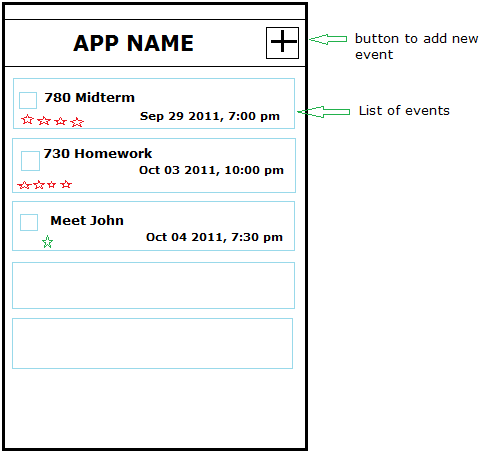 APP NAME
button to add new
event
780 Midterm
Sep 29 2011, 7:00 pm
List of events
730 Homework
Oct 03 2011, 10:00 pm
Meet John
Oct 04 2011, 7:30 pm